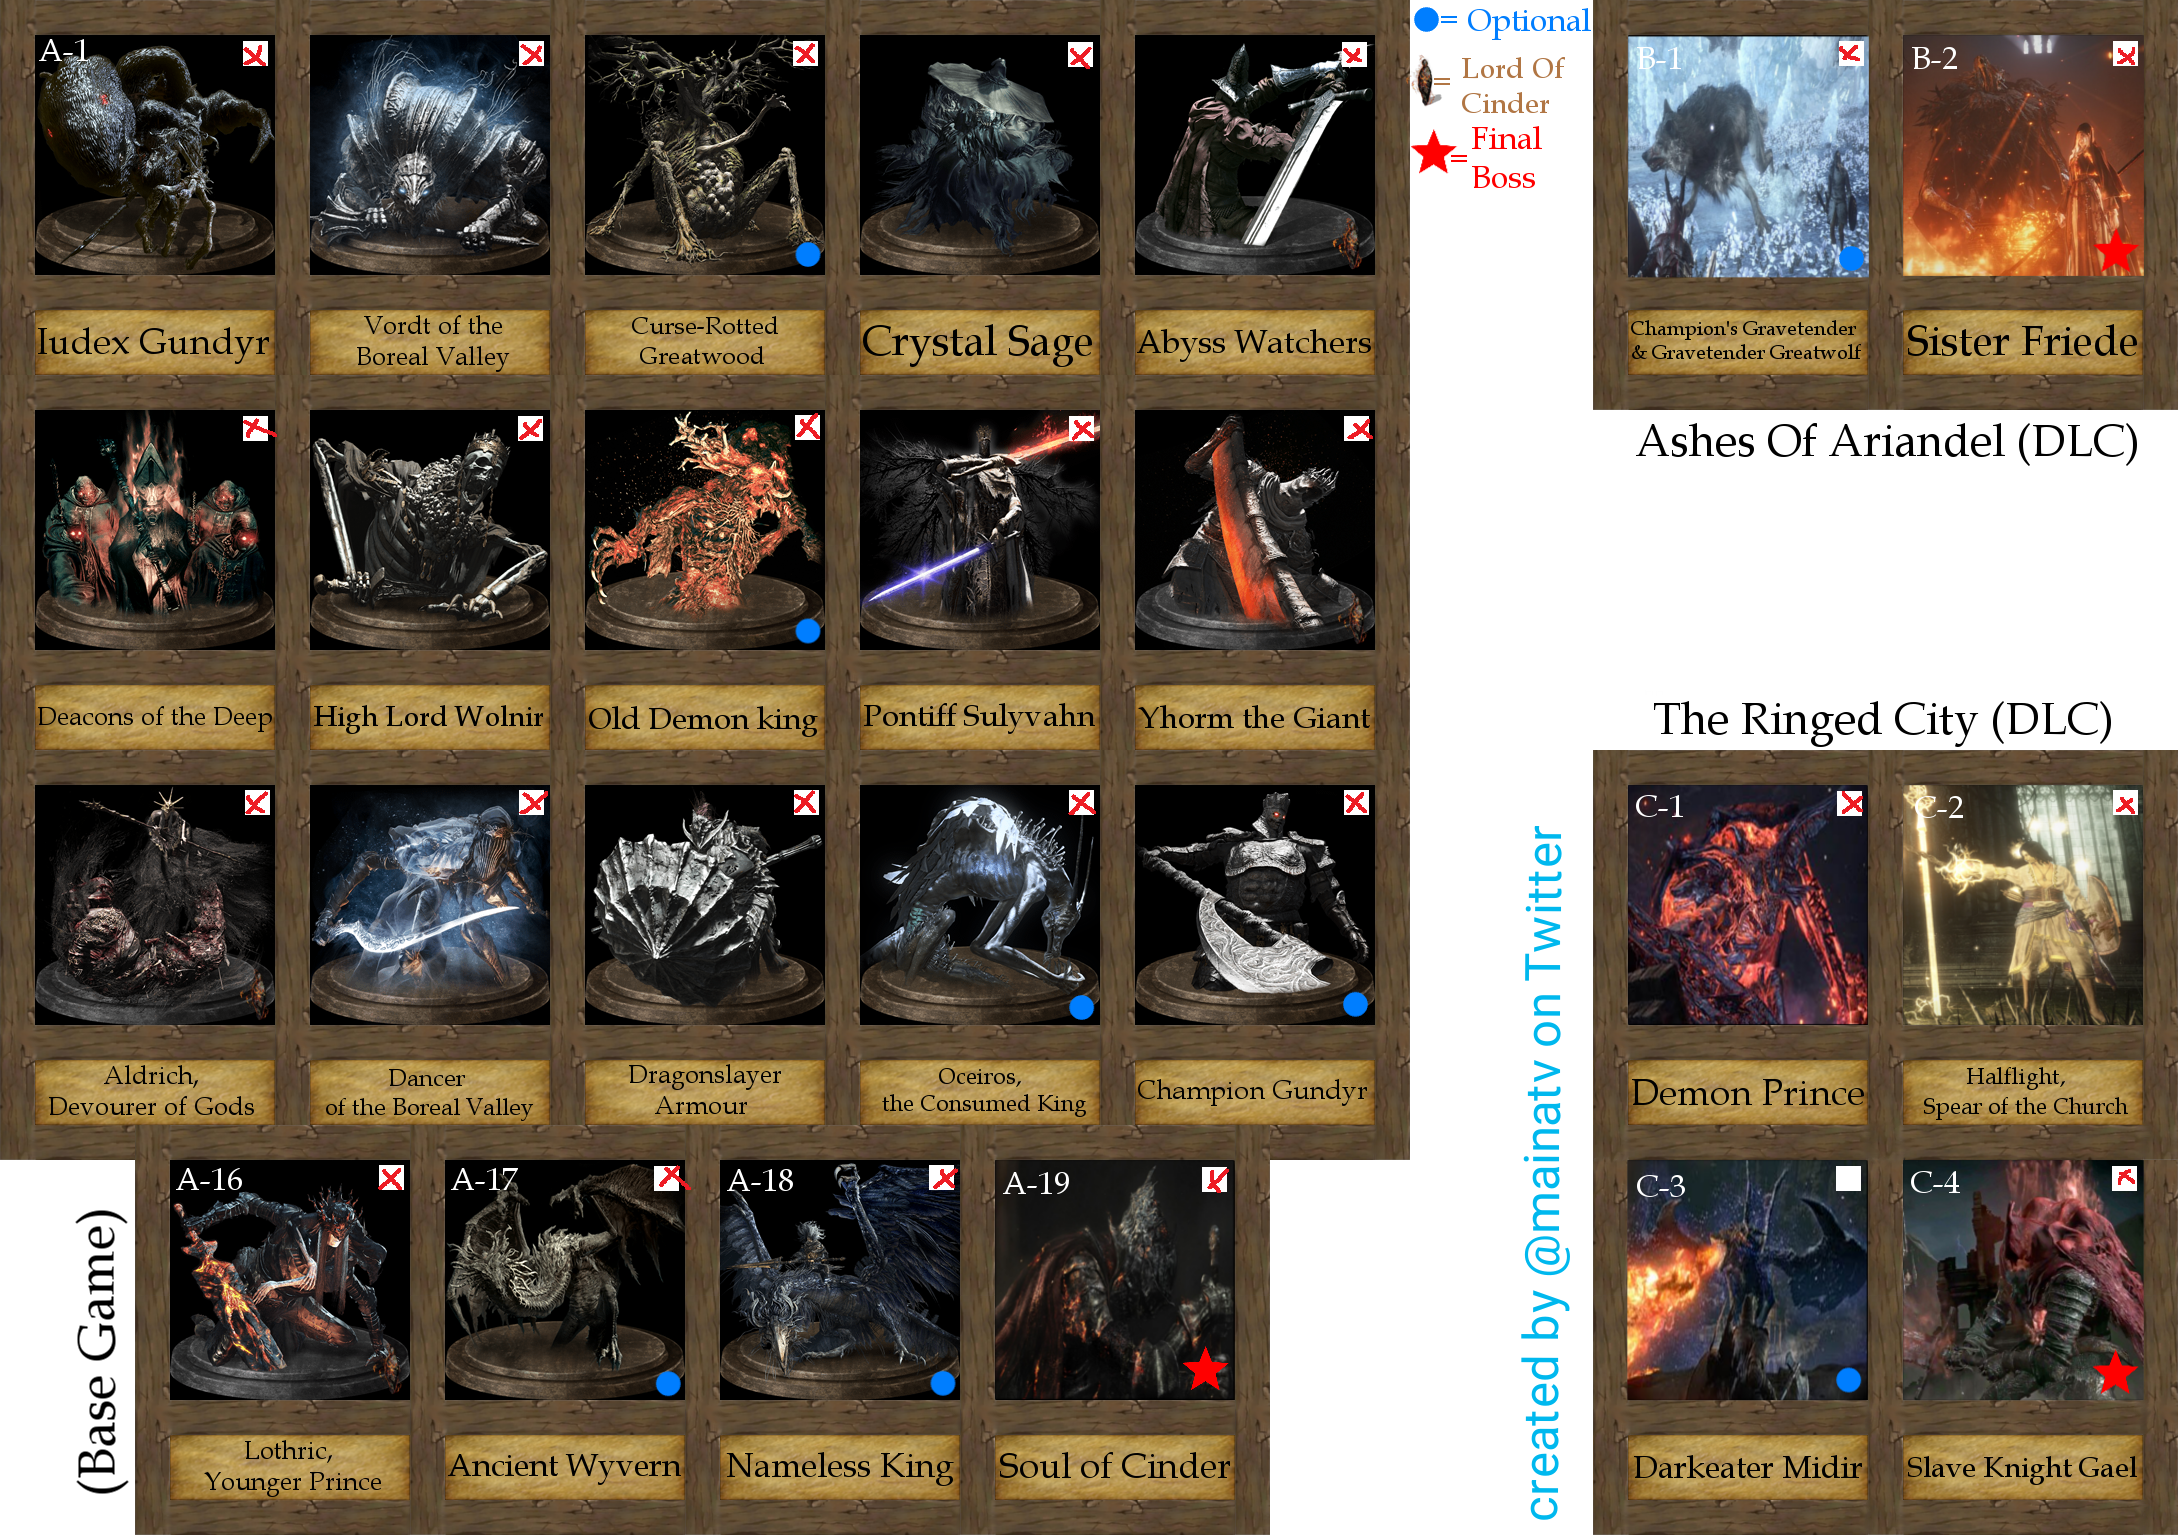 A-1
Iudex Gundyr
Vordt of the
Boreal Valley
Curse-Rotted
Greatwood
Crystal Sage
Abyss Watchers
Deacons of the Deep
High Lord Wolnir
Old Demon king
Pontiff Sulyvahn
Yhorm the Giant
Aldrich,
Devourer of Gods
Dancer
of the Boreal Valley
Dragonslayer
Armour
Oceiros,
the Consumed King
Champion Gundyr
A-16
Lothric,
Younger Prince
A-17
Ancient Wyvern
A-18
Nameless King
A-19
Soul of Cinder
(Base Game)
= Optional
= Lord Of
Cinder
= Final
Boss
B-1
Champion's Gravetender
& Gravetender Greatwolf
B-2
Sister Friede
Ashes Of Ariandel (DLC)
The Ringed City (DLC)
C-1
Demon Prince
C-2
Halflight,
Spear of the Church
C-3
Darkeater Midir
C-4
Slave Knight Gael
created by @mainatv on Twitter